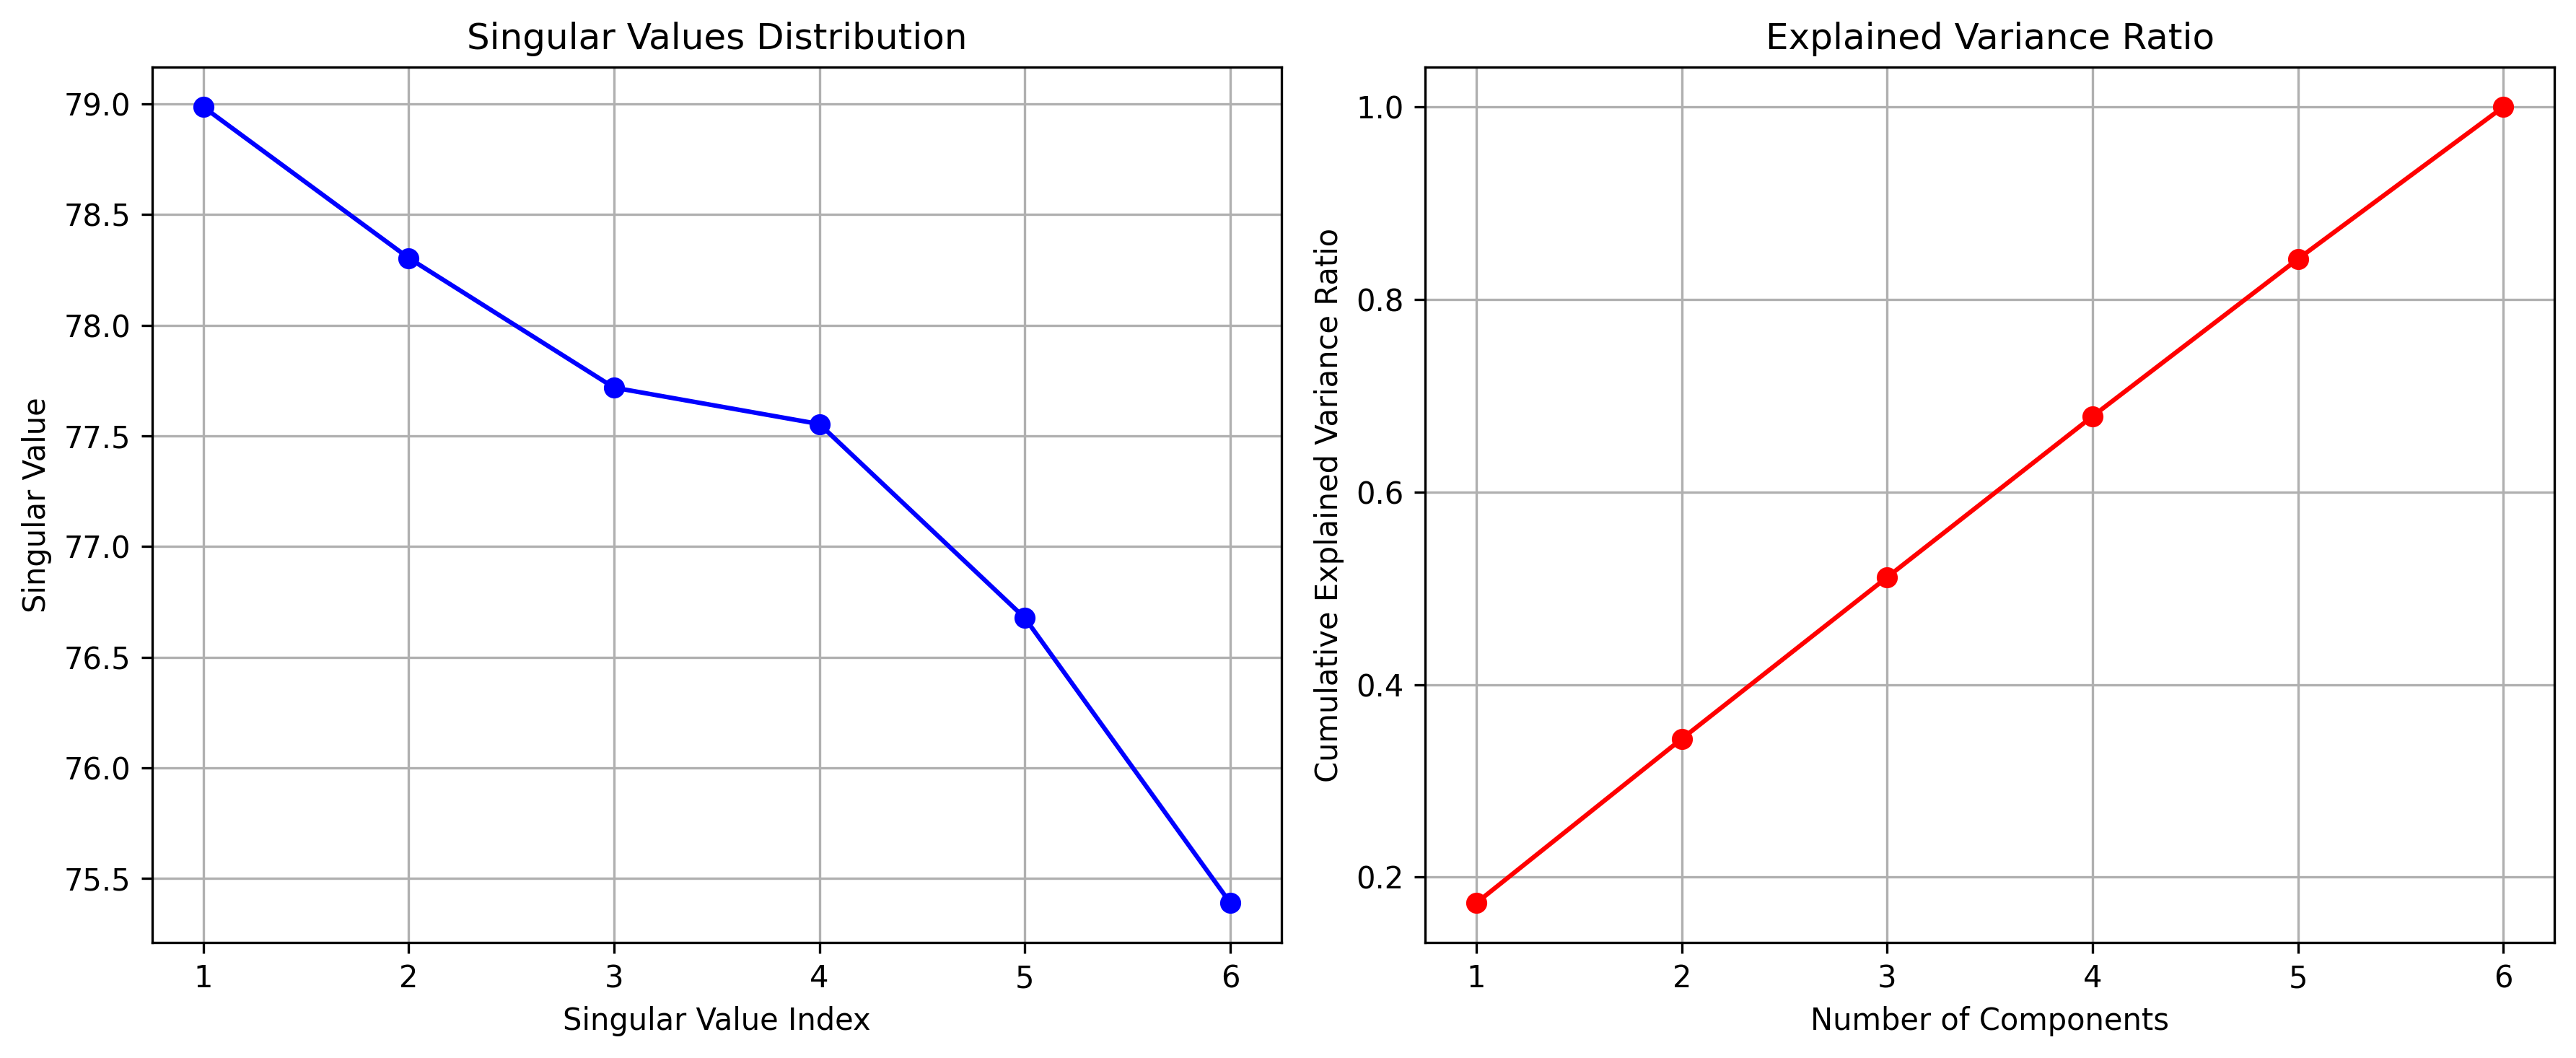 Singular Values Distribution
79.0
78.5
78.0
77.5
77.0
76.5
76.0
75.5
Singular Value
1 2 3 4 5 6
Singular Value Index
Explained Variance Ratio
1.0
0.8
0.6
0.4
0.2
Cumulative Explained Variance Ratio
1 2 3 4 5 6
Number of Components